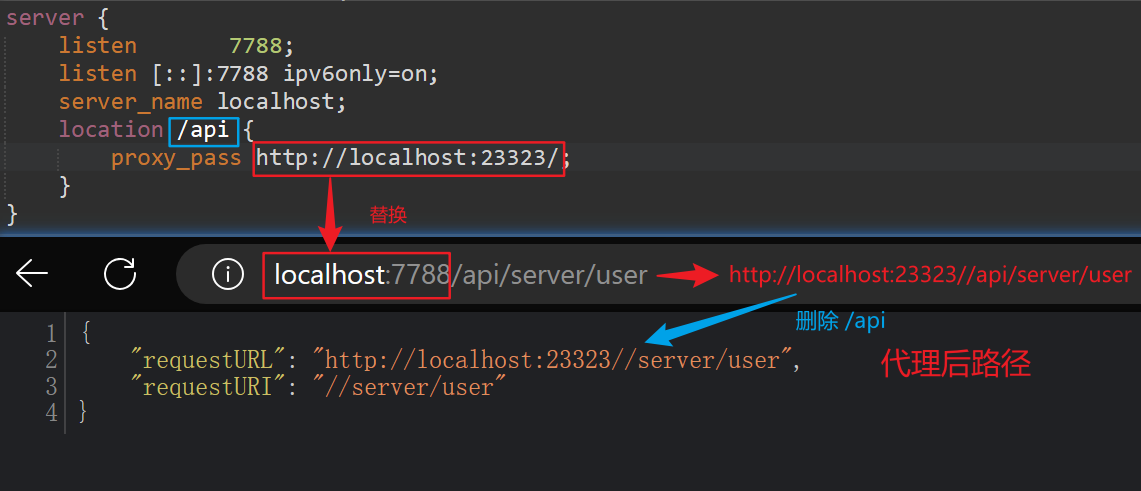 server {
    listen       7788;
    listen [::]:7788 ipv6only=on;
    server_name localhost;
    location /api {
        proxy_pass http://localhost:23323/;
    }
}
替换
localhost:7788/api/server/user
http://localhost:23323//api/server/user
删除 /api
1 {
2     "requestURL": "http://localhost:23323//server/user",
3     "requestURI": "//server/user"
4 }
代理后路径